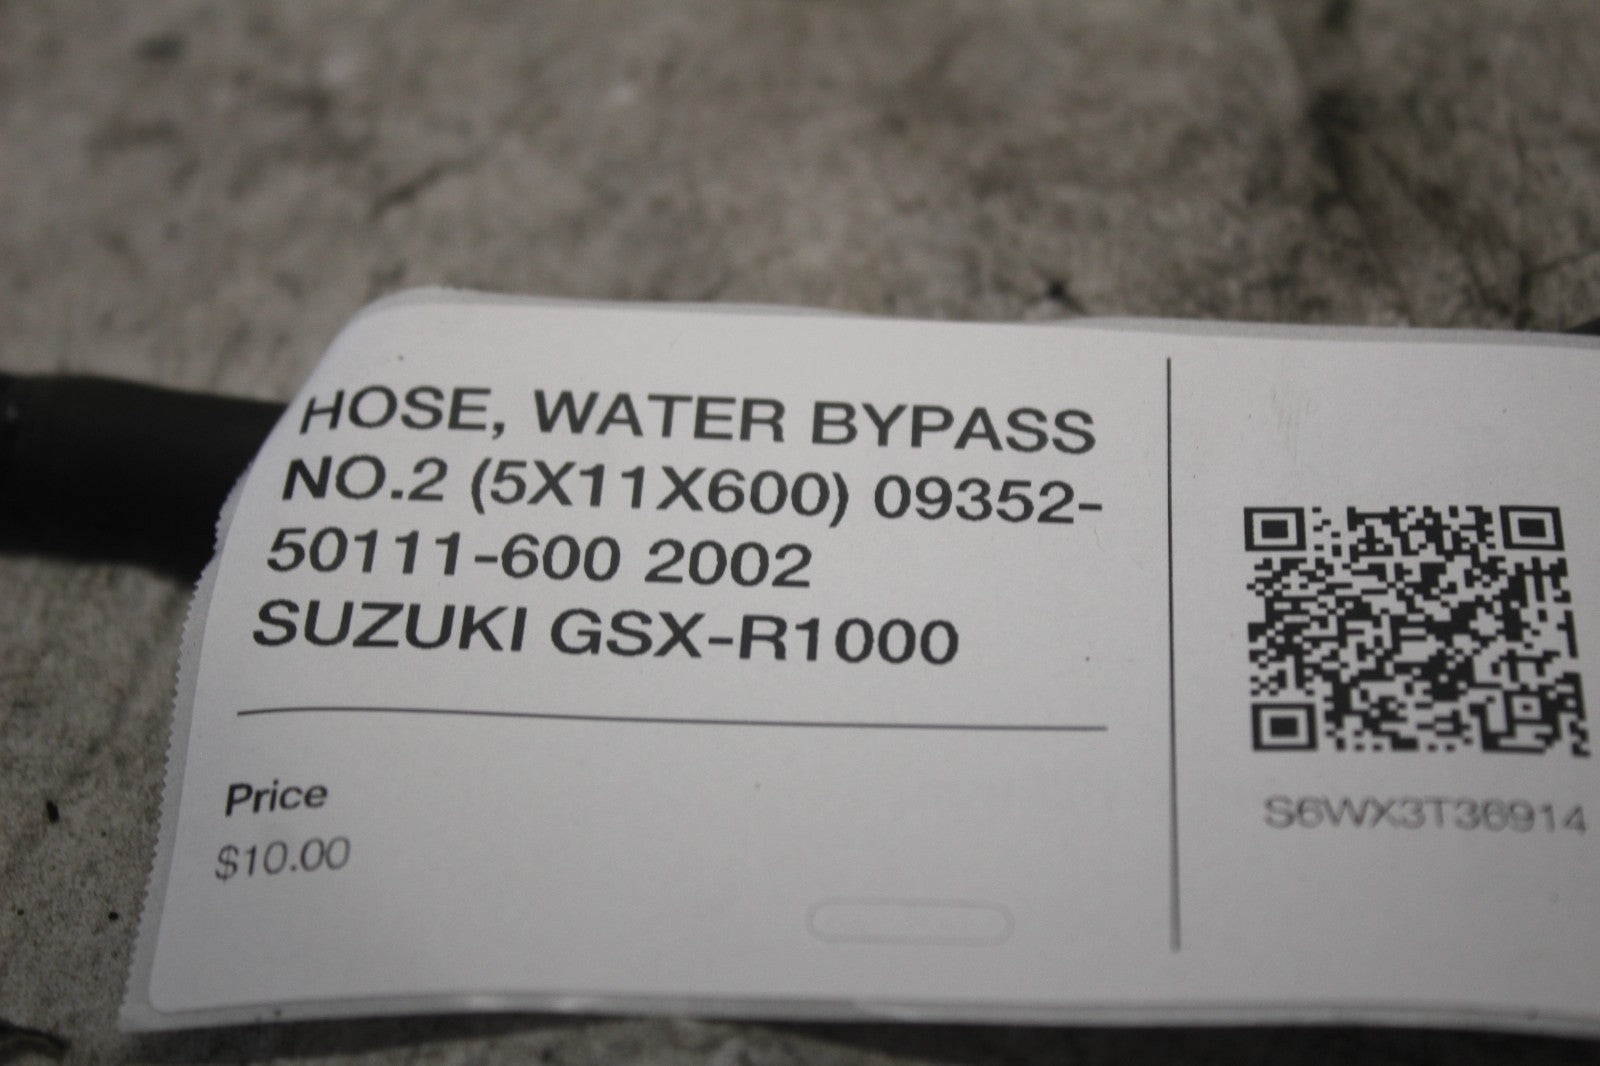 HOSE, WATER BYPASS
NO.2 (5X11X600) 09352-
50111-600 2002
SUZUKI GSX-R1000
Price
$10.00
S6WX3T36914